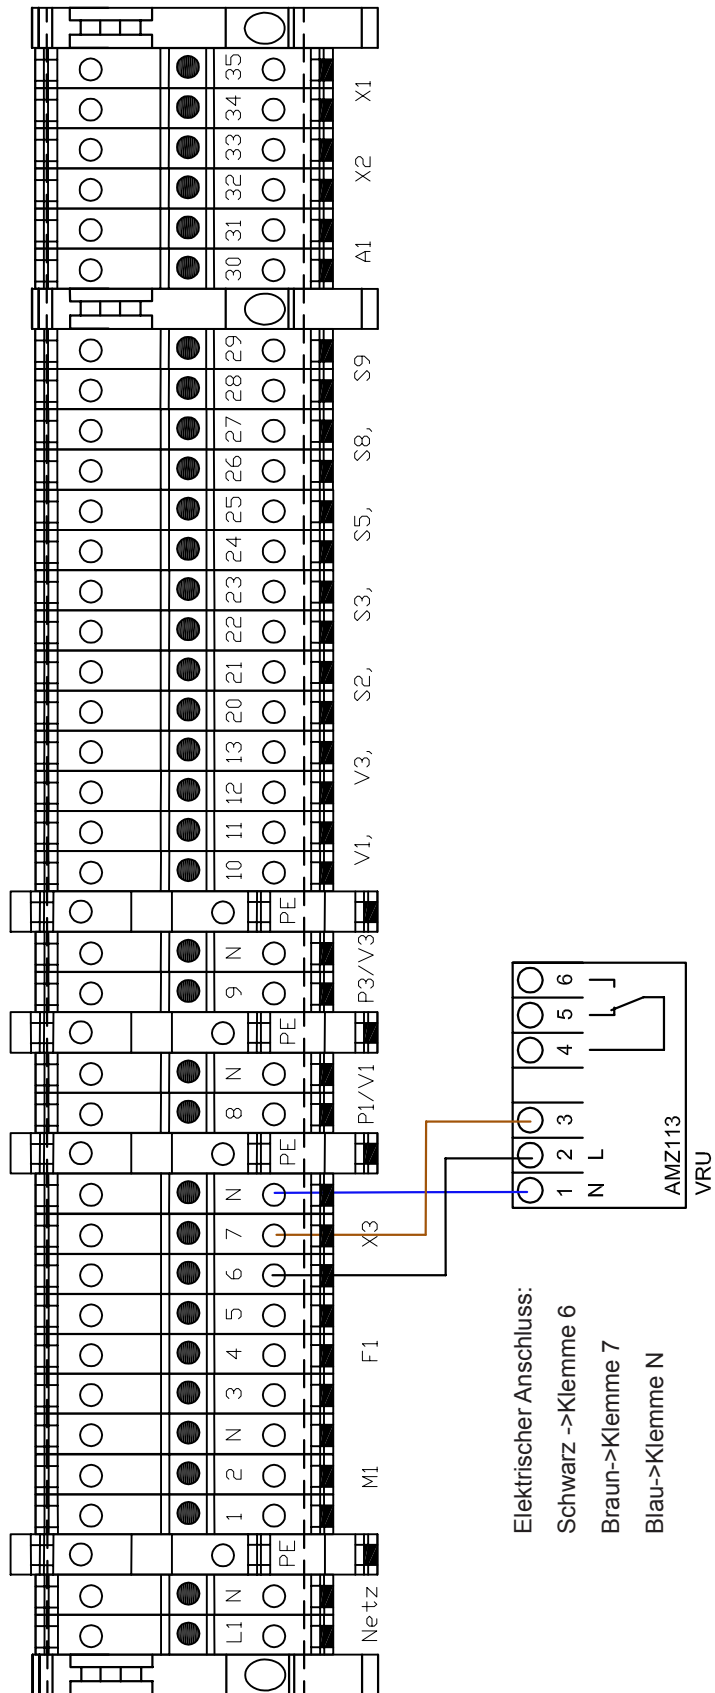 L1 N PE 1 2 N 3 4 5 6 7 N PE 8 N PE 9 N PE 10 11 12 13 20 21 22 23 24 25 26 27 28 29 30 31 32 33 34 35
Netz M1 F1 X3 P1/V1 P3/V3 V1, V3, S2, S3, S5, S8, S9 A1 X2 X1
Elektrischer Anschluss:
Schwarz ->Klemme 6
Braun->Klemme 7
Blau->Klemme N
1 2 3 4 5 6
N L
AMZ113
VRU